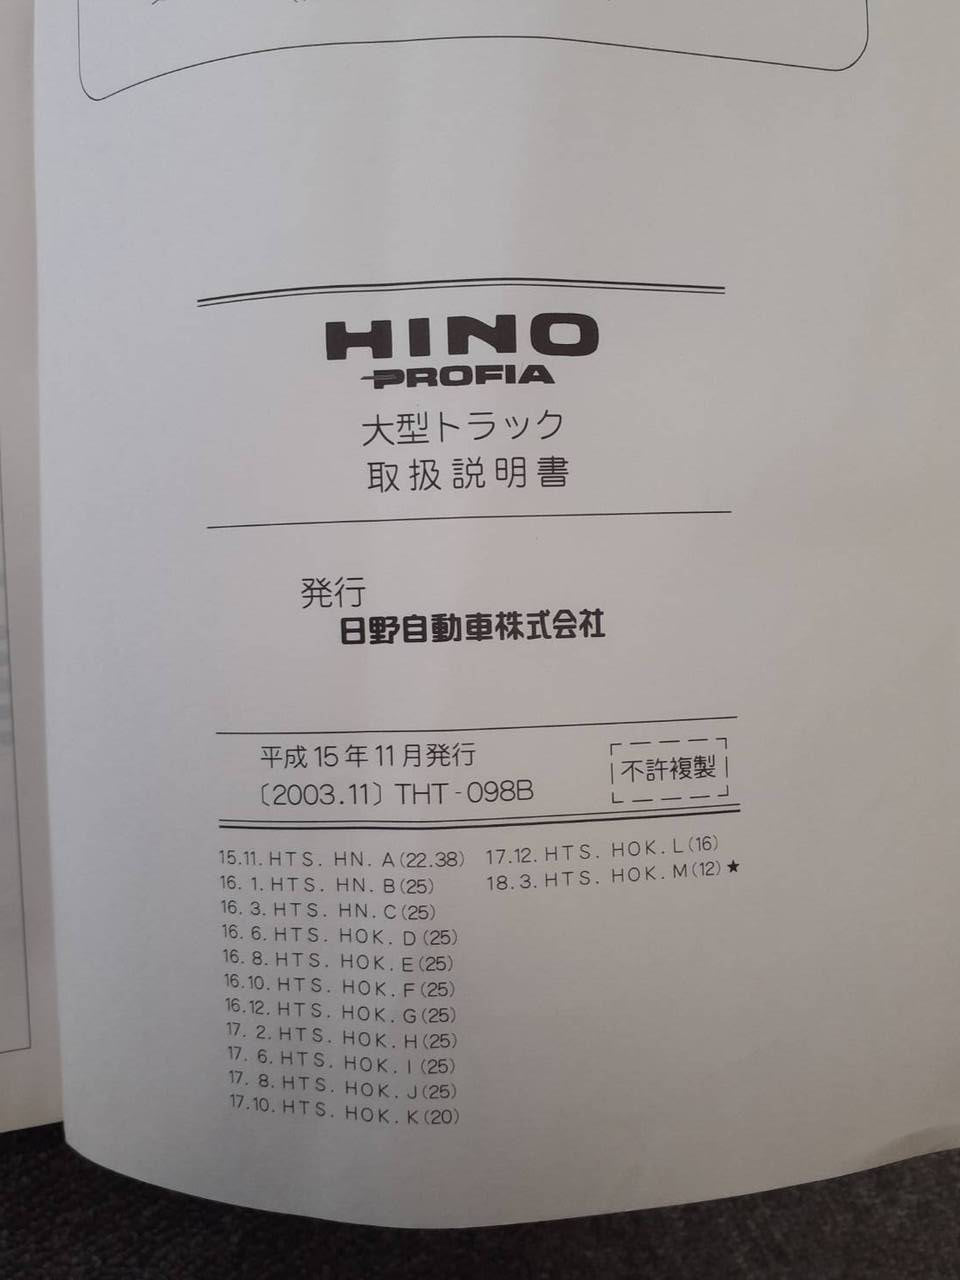 HINO
PROFIA
大型トラック
取扱説明書
発行
日野自動車株式会社
平成15年11月発行
〔2003.11〕THT-098B
不許複製
15.11. HTS. HN. A(22.38)
16. 1. HTS. HN. B(25)
16. 3. HTS. HN. C(25)
16. 6. HTS. HOK. D(25)
16. 8. HTS. HOK. E(25)
16.10. HTS. HOK. F(25)
16.12. HTS. HOK. G(25)
17. 2. HTS. HOK. H(25)
17. 6. HTS. HOK. I(25)
17. 8. HTS. HOK. J(25)
17.10. HTS. HOK. K(20)
17.12. HTS. HOK. L(16)
18. 3. HTS. HOK. M(12)★